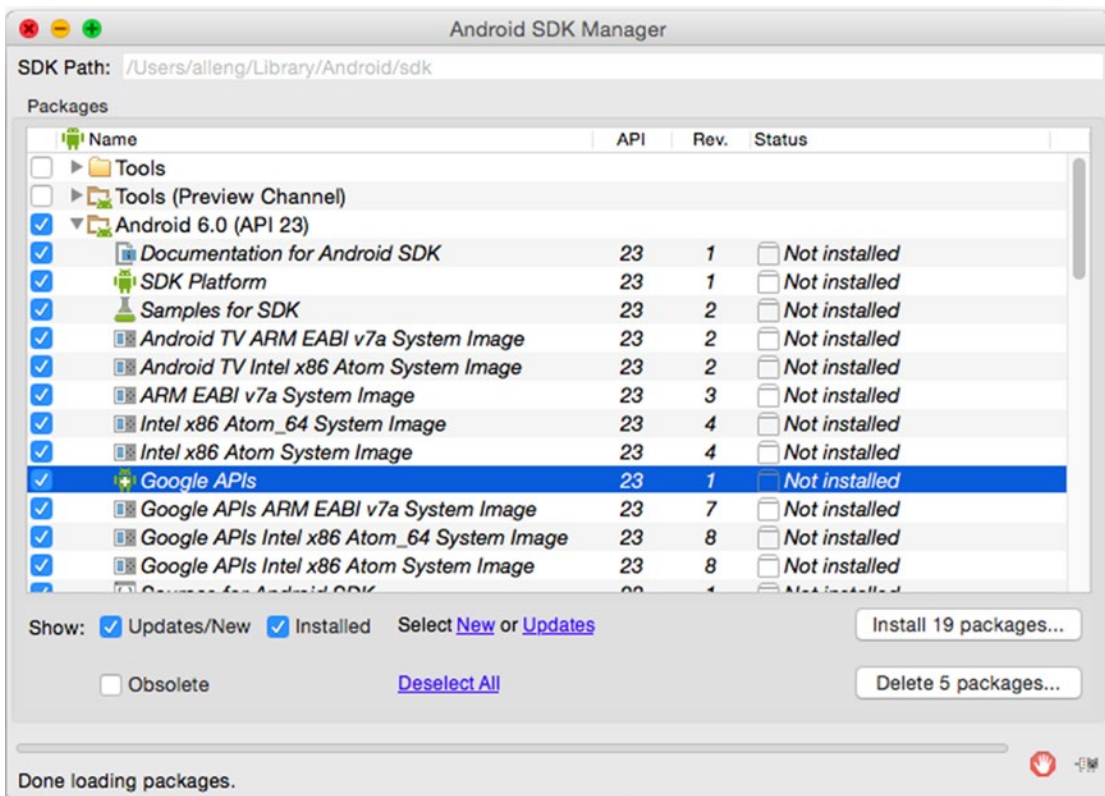 Android SDK Manager
SDK Path: /Users/alleng/Library/Android/sdk
Packages
Name API Rev. Status
Tools
Tools (Preview Channel)
Android 6.0 (API 23)
Documentation for Android SDK 23 1 Not installed
SDK Platform 23 1 Not installed
Samples for SDK 23 2 Not installed
Android TV ARM EABI v7a System Image 23 2 Not installed
Android TV Intel x86 Atom System Image 23 2 Not installed
ARM EABI v7a System Image 23 3 Not installed
Intel x86 Atom_64 System Image 23 4 Not installed
Intel x86 Atom System Image 23 4 Not installed
Google APIs 23 1 Not installed
Google APIs ARM EABI v7a System Image 23 7 Not installed
Google APIs Intel x86 Atom_64 System Image 23 8 Not installed
Google APIs Intel x86 Atom System Image 23 8 Not installed
Sources for Android SDK 23 1 Not installed
Show: Updates/New Installed Select New or Updates Install 19 packages...
Obsolete Deselect All Delete 5 packages...
Done loading packages.